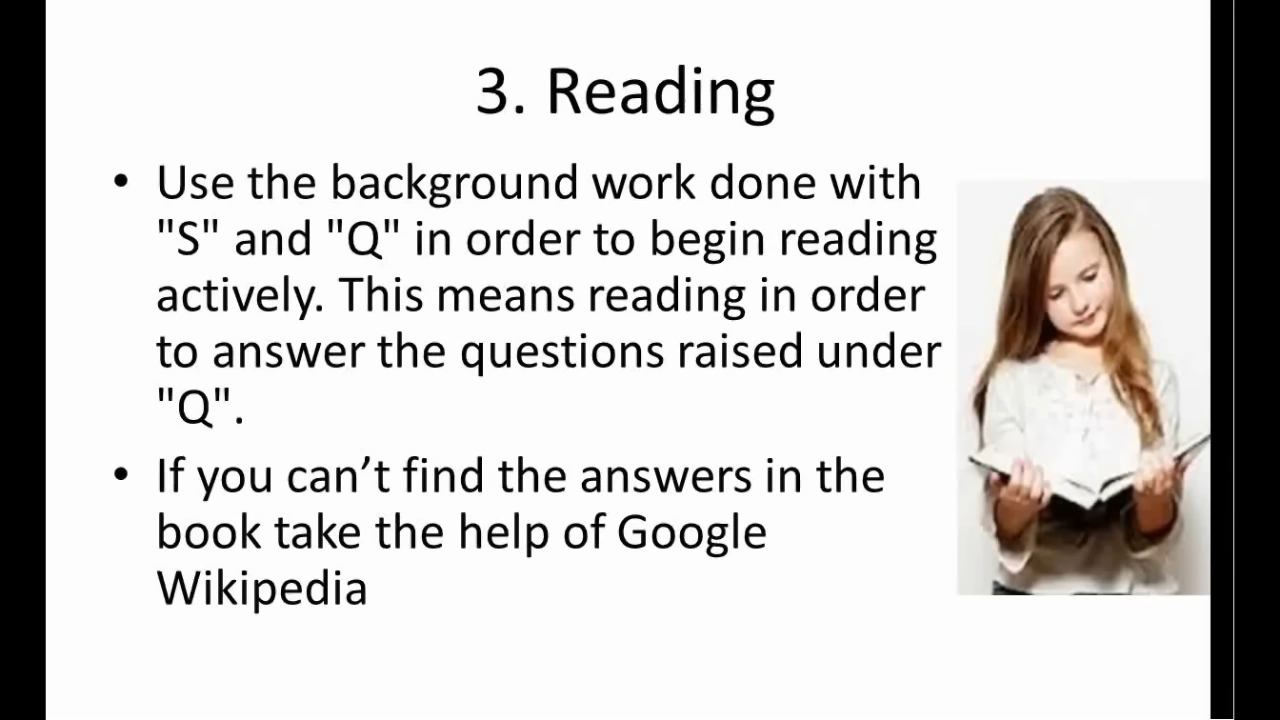 3. Reading
• Use the background work done with
"S" and "Q" in order to begin reading
actively. This means reading in order
to answer the questions raised under
"Q".
• If you can’t find the answers in the
book take the help of Google
Wikipedia